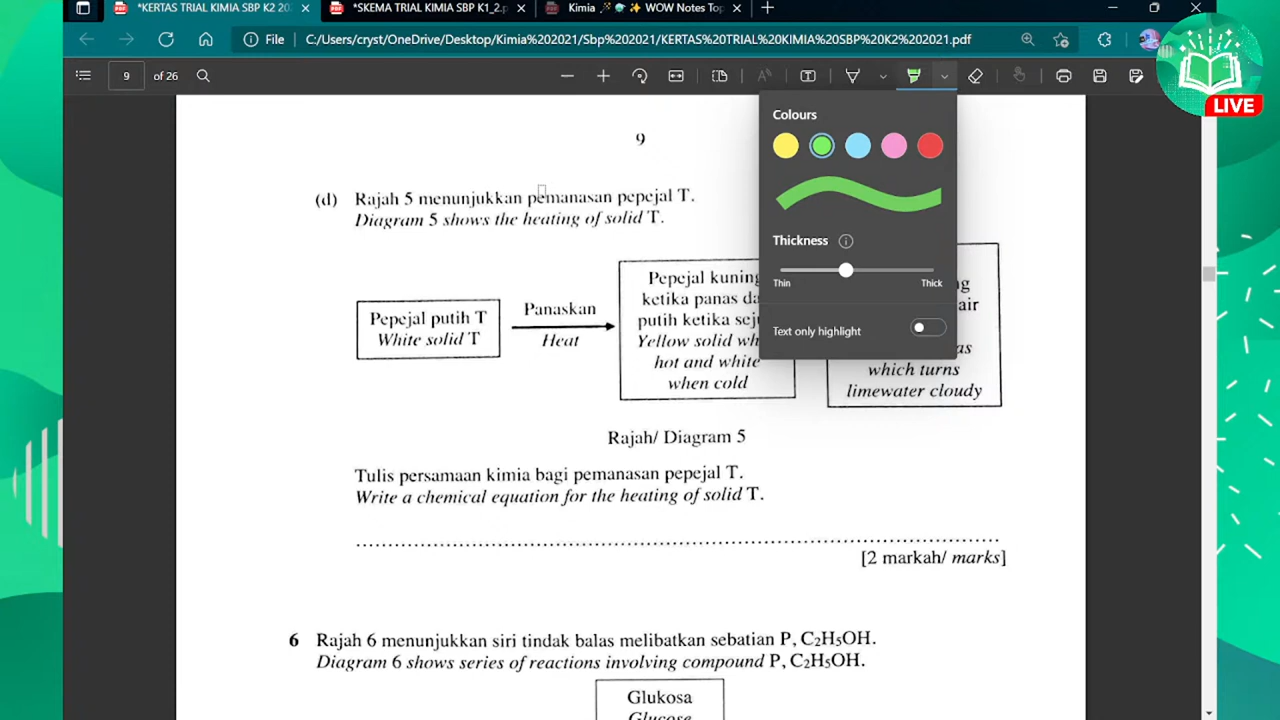 *KERTAS TRIAL KIMIA SBP K2 20
*SKEMA TRIAL KIMIA SBP K1_2.p
Kimia 🪄🐢✨ WOW Notes Top
File
C:/Users/cryst/OneDrive/Desktop/Kimia%202021/Sbp%202021/KERTAS%20TRIAL%20KIMIA%20SBP%20K2%202021.pdf
LIVE
9
of 26
Colours
Thickness
Thin
Thick
Text only highlight
9
(d) Rajah 5 menunjukkan pemanasan pepejal T.
Diagram 5 shows the heating of solid T.
Pepejal putih T
White solid T
Panaskan
Heat
Pepejal kuning
ketika panas da
putih ketika seju
Yellow solid wh
hot and white
when cold
air
which turns
limewater cloudy
Rajah/ Diagram 5
Tulis persamaan kimia bagi pemanasan pepejal T.
Write a chemical equation for the heating of solid T.
[2 markah/ marks]
6 Rajah 6 menunjukkan siri tindak balas melibatkan sebatian P, C₂H₅OH.
Diagram 6 shows series of reactions involving compound P, C₂H₅OH.
Glukosa
Glucose